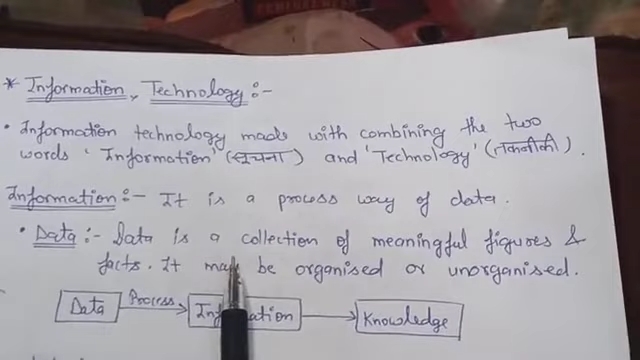 * Information, Technology :-
• Information technology made with combining the two
words 'Information' (सूचना) and 'Technology' (तकनीकी).
Information :- It is a process way of data.
• Data :- Data is a collection of meaningful figures &
facts. It may be organised or unorganised.
Data Process Information Knowledge